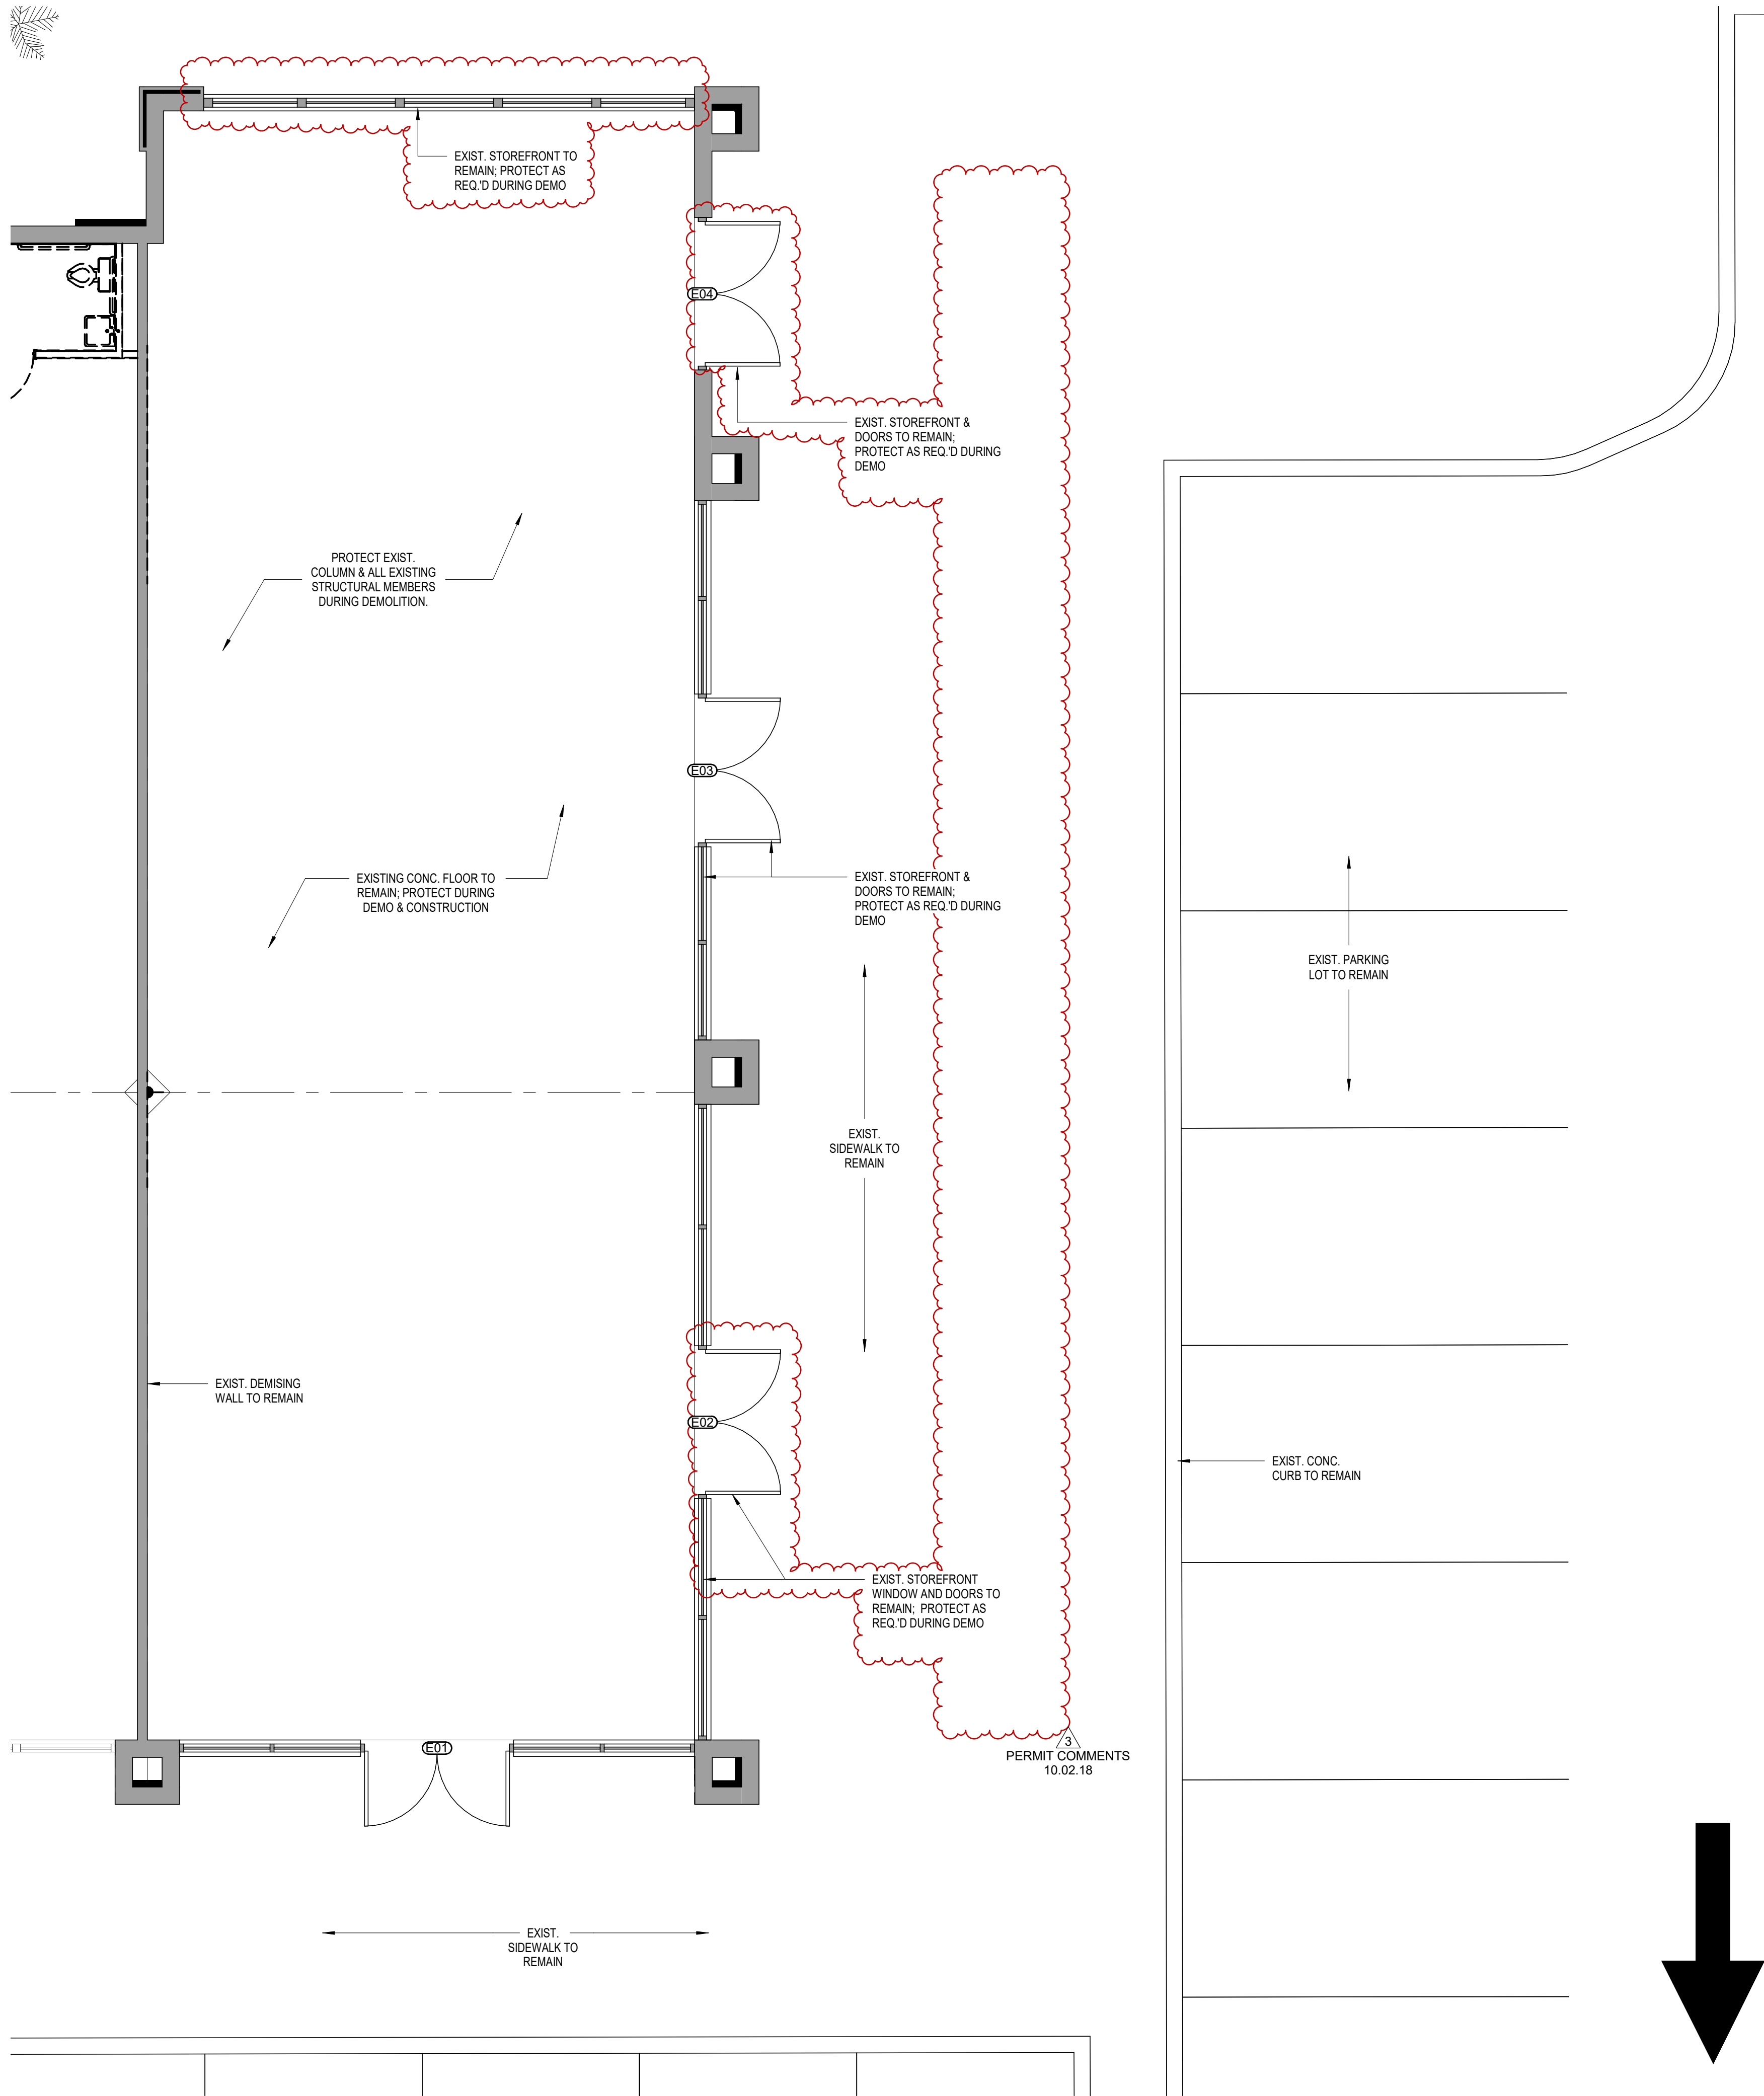 EXIST. STOREFRONT TO
REMAIN; PROTECT AS
REQ.'D DURING DEMO
E04
EXIST. STOREFRONT &
DOORS TO REMAIN;
PROTECT AS REQ.'D DURING
DEMO
PROTECT EXIST.
COLUMN & ALL EXISTING
STRUCTURAL MEMBERS
DURING DEMOLITION.
E03
EXISTING CONC. FLOOR TO
REMAIN; PROTECT DURING
DEMO & CONSTRUCTION
EXIST. STOREFRONT &
DOORS TO REMAIN;
PROTECT AS REQ.'D DURING
DEMO
EXIST. PARKING
LOT TO REMAIN
EXIST.
SIDEWALK TO
REMAIN
EXIST. DEMISING
WALL TO REMAIN
E02
EXIST. CONC.
CURB TO REMAIN
EXIST. STOREFRONT
WINDOW AND DOORS TO
REMAIN; PROTECT AS
REQ.'D DURING DEMO
E01
3
PERMIT COMMENTS
10.02.18
EXIST.
SIDEWALK TO
REMAIN